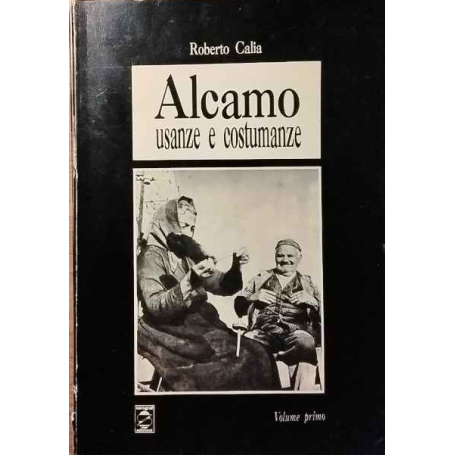 Roberto Calia
Alcamo
usanze e costumanze
Volume primo